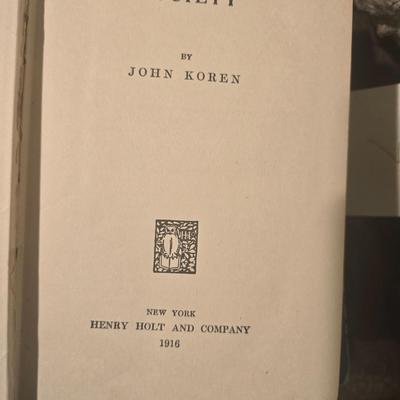 BY
JOHN KOREN
NEW YORK
HENRY HOLT AND COMPANY
1916